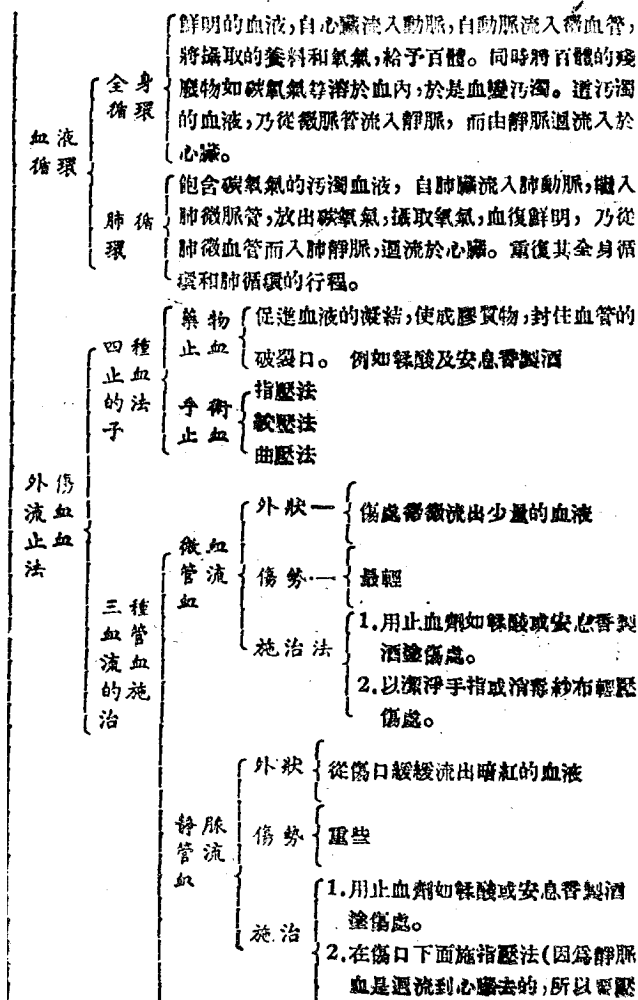 鮮明的血液，自心臟流入動脈，自動脈流入微血管，
將攝取的養料和氧氣，給予百體。同時將百體的殘
廢物如碳氧氣等溶於血內，於是血變汚濁。這汚濁
的血液，乃從微脈管流入靜脈，而由靜脈迴流入於
心臟。
全身
循環
血液
循環
飽含碳氧氣的汚濁血液，自肺臟流入肺動脈，繼入
肺微脈管，放出碳氧氣，攝取氧氣，血復鮮明，乃從
肺微血管而入肺靜脈，迴流於心臟。重復其全身循
環和肺循環的行程。
肺循
環
藥物
止血
促進血液的凝結，使成膠質物，封住血管的
破裂口。例如鞣酸及安息香製酒
四種
止血
的法
子
手術
止血
指壓法
絞壓法
曲壓法
外傷
流血
止血
法
外狀一
傷處微微流出少量的血液
微血
管流
血
傷勢·一
最輕
三種
血管
流血
的施
治
施治法
1.用止血劑如鞣酸或安息香製
酒塗傷處。
2.以潔淨手指或消毒紗布輕壓
傷處。
外狀
從傷口緩緩流出暗紅的血液
靜脈
管流
血
傷勢
重些
施治
1.用止血劑如鞣酸或安息香製酒
塗傷處。
2.在傷口下面施指壓法(因爲靜脈
血是迴流到心臟去的，所以要壓